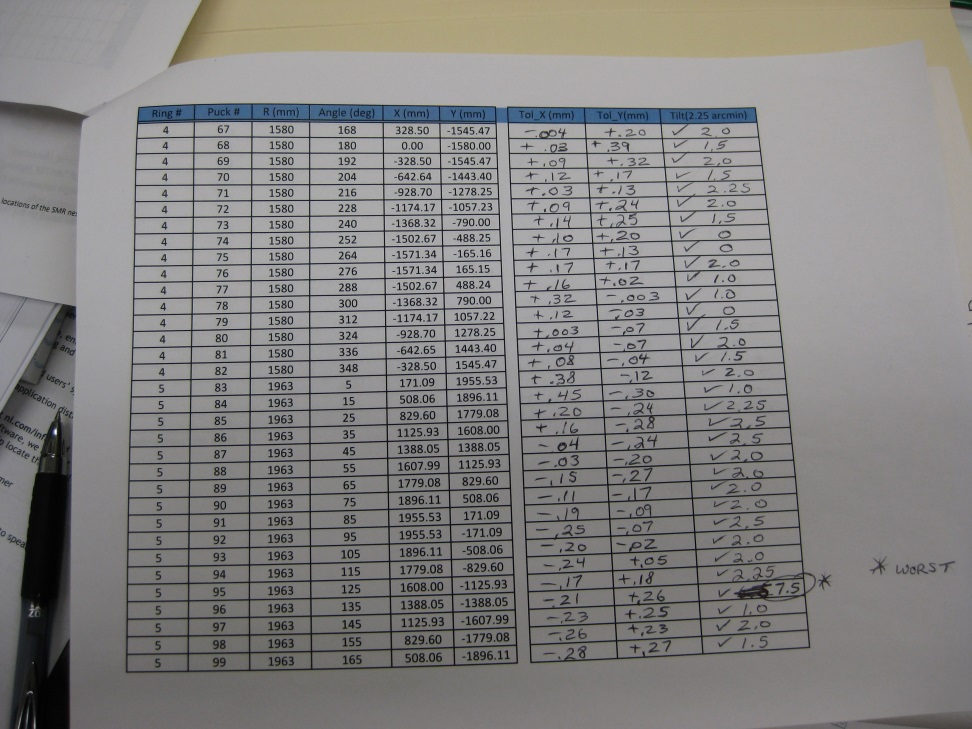 Ring # Puck # R (mm) Angle (deg) X (mm) Y (mm) Tol_X (mm) Tol_Y(mm) Tilt(2.25 arcmin)
4 67 1580 168 328.50 -1545.47 -.004 +.20 ✓ 2.0
4 68 1580 180 0.00 -1580.00 +.03 +.39 ✓ 1.5
4 69 1580 192 -328.50 -1545.47 +.09 +.32 ✓ 2.0
4 70 1580 204 -642.64 -1443.40 +.12 +.17 ✓ 1.5
4 71 1580 216 -928.70 -1278.25 +.03 +.13 ✓ 2.25
4 72 1580 228 -1174.17 -1057.23 +.09 +.24 ✓ 2.0
4 73 1580 240 -1368.32 -790.00 +.14 +.25 ✓ 1.5
4 74 1580 252 -1502.67 -488.25 +.10 +.20 ✓ 0
4 75 1580 264 -1571.34 -165.16 +.17 +.13 ✓ 0
4 76 1580 276 -1571.34 165.15 +.17 +.17 ✓ 2.0
4 77 1580 288 -1502.67 488.24 +.16 +.02 ✓ 1.0
4 78 1580 300 -1368.32 790.00 +.32 -.003 ✓ 1.0
4 79 1580 312 -1174.17 1057.22 +.12 -.03 ✓ 0
4 80 1580 324 -928.70 1278.25 +.003 -.07 ✓ 1.5
4 81 1580 336 -642.65 1443.40 +.04 -.07 ✓ 2.0
4 82 1580 348 -328.50 1545.47 +.08 -.04 ✓ 1.5
5 83 1963 5 171.09 1955.53 +.38 -.12 ✓ 2.0
5 84 1963 15 508.06 1896.11 +.45 -.30 ✓ 1.0
5 85 1963 25 829.60 1779.08 +.20 -.24 ✓ 2.25
5 86 1963 35 1125.93 1608.00 +.16 -.28 ✓ 2.5
5 87 1963 45 1388.05 1388.05 -.04 -.24 ✓ 2.5
5 88 1963 55 1607.99 1125.93 -.03 -.20 ✓ 2.0
5 89 1963 65 1779.08 829.60 -.15 -.27 ✓ 2.0
5 90 1963 75 1896.11 508.06 -.11 -.17 ✓ 2.0
5 91 1963 85 1955.53 171.09 -.19 -.09 ✓ 2.0
5 92 1963 95 1955.53 -171.09 -.25 -.07 ✓ 2.5
5 93 1963 105 1896.11 -508.06 -.20 -.02 ✓ 2.0
5 94 1963 115 1779.08 -829.60 -.24 +.05 ✓ 2.0
5 95 1963 125 1608.00 -1125.93 -.17 +.18 ✓ 2.25
5 96 1963 135 1388.05 -1388.05 -.21 +.26 ✓ 7.5 * * WORST
5 97 1963 145 1125.93 -1607.99 -.23 +.25 ✓ 1.0
5 98 1963 155 829.60 -1779.08 -.26 +.23 ✓ 2.0
5 99 1963 165 508.06 -1896.11 -.28 +.27 ✓ 1.5
locations of the SMR
users'